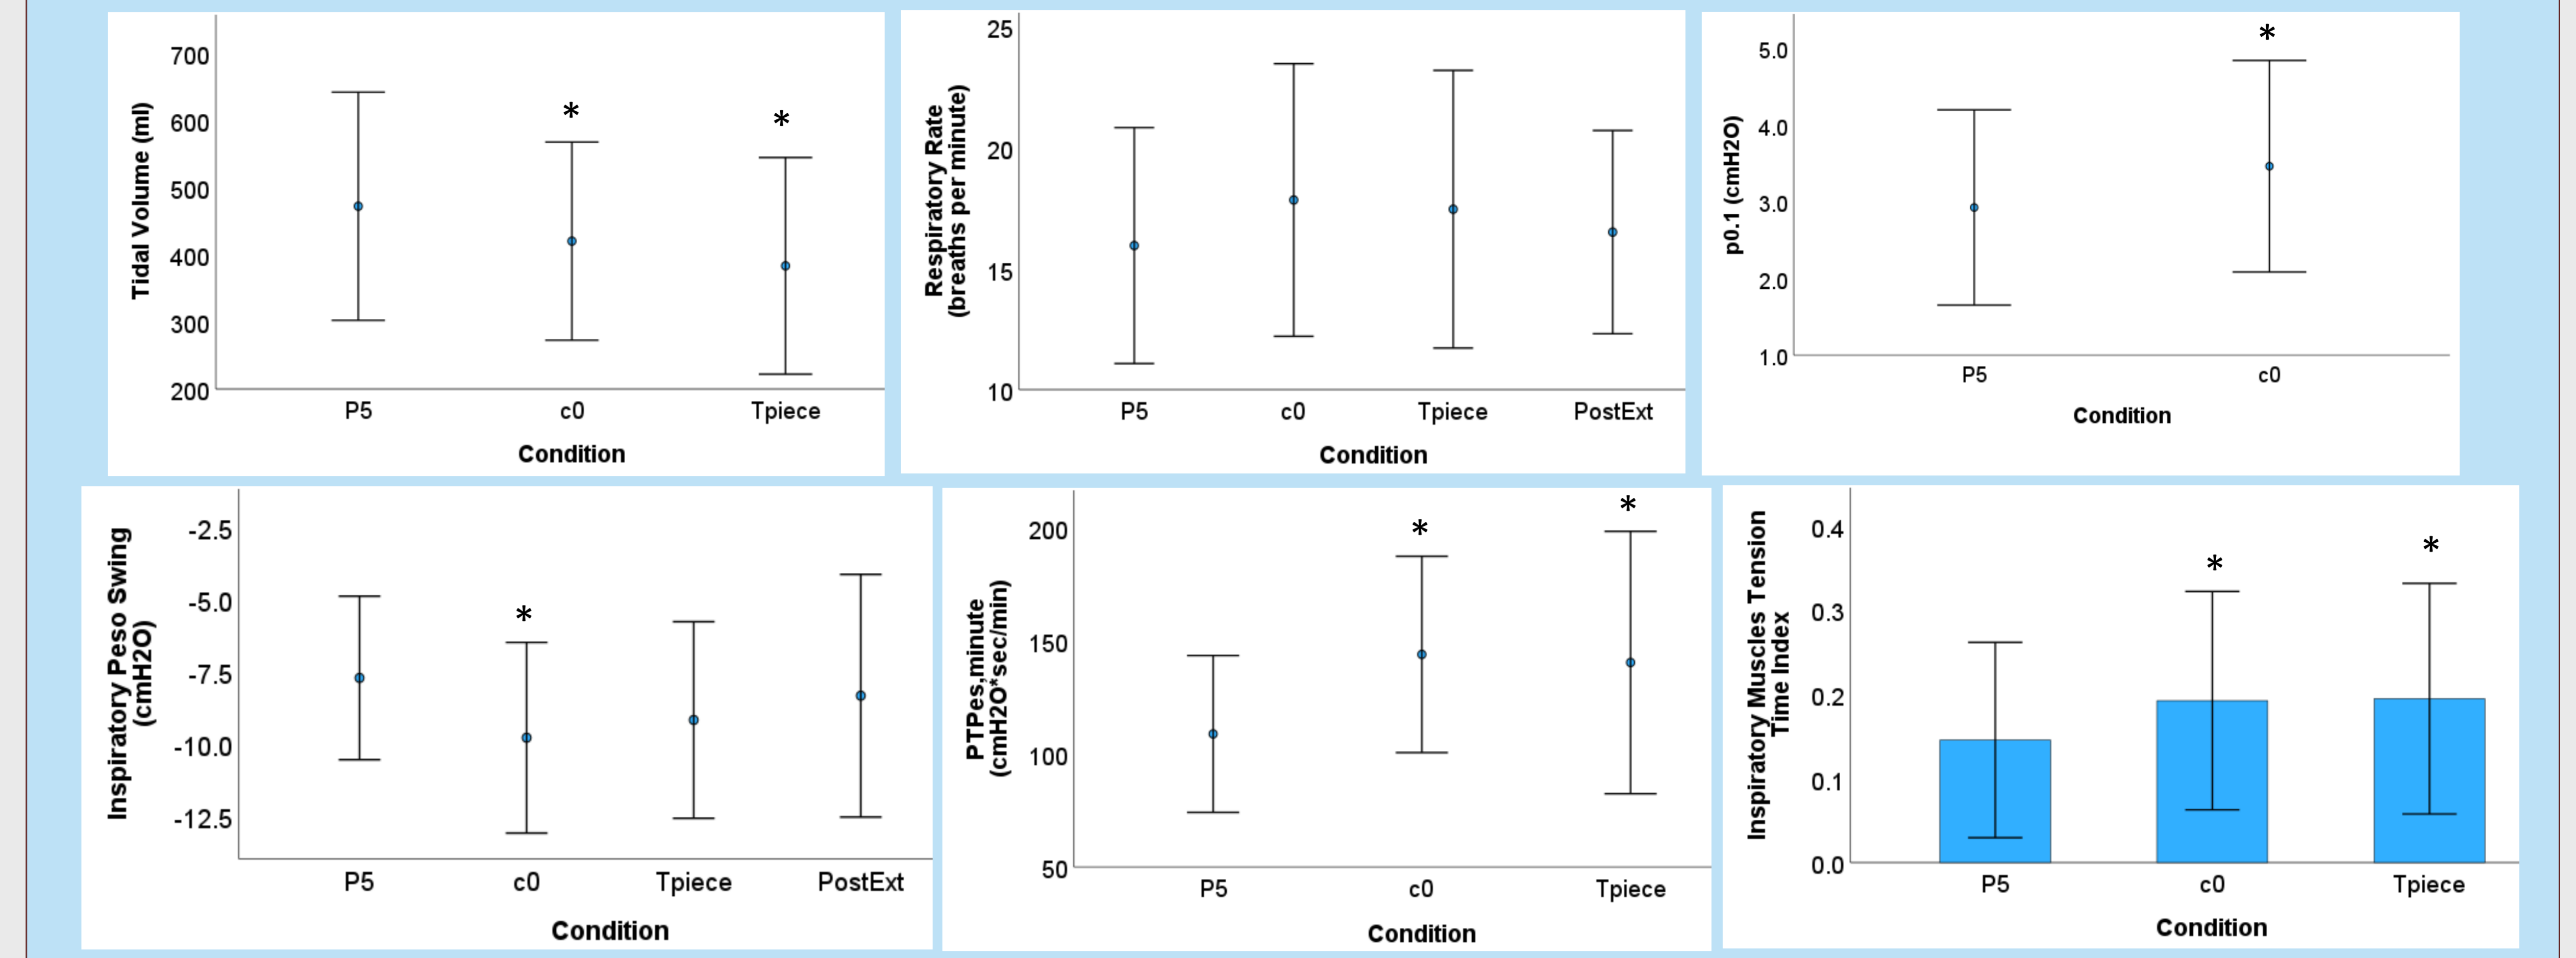 Tidal Volume (ml)
700
600
500
400
300
200
*
*
P5 c0 Tpiece
Condition
Respiratory Rate
(breaths per minute)
25
20
15
10
P5 c0 Tpiece PostExt
Condition
p0.1 (cmH2O)
5.0
4.0
3.0
2.0
1.0
*
P5 c0
Condition
Inspiratory Peso Swing
(cmH2O)
-2.5
-5.0
-7.5
-10.0
-12.5
*
P5 c0 Tpiece PostExt
Condition
PTPes,minute
(cmH2O*sec/min)
200
150
100
50
*
*
P5 c0 Tpiece
Condition
Inspiratory Muscles Tension
Time Index
0.4
0.3
0.2
0.1
0.0
*
*
P5 c0 Tpiece
Condition